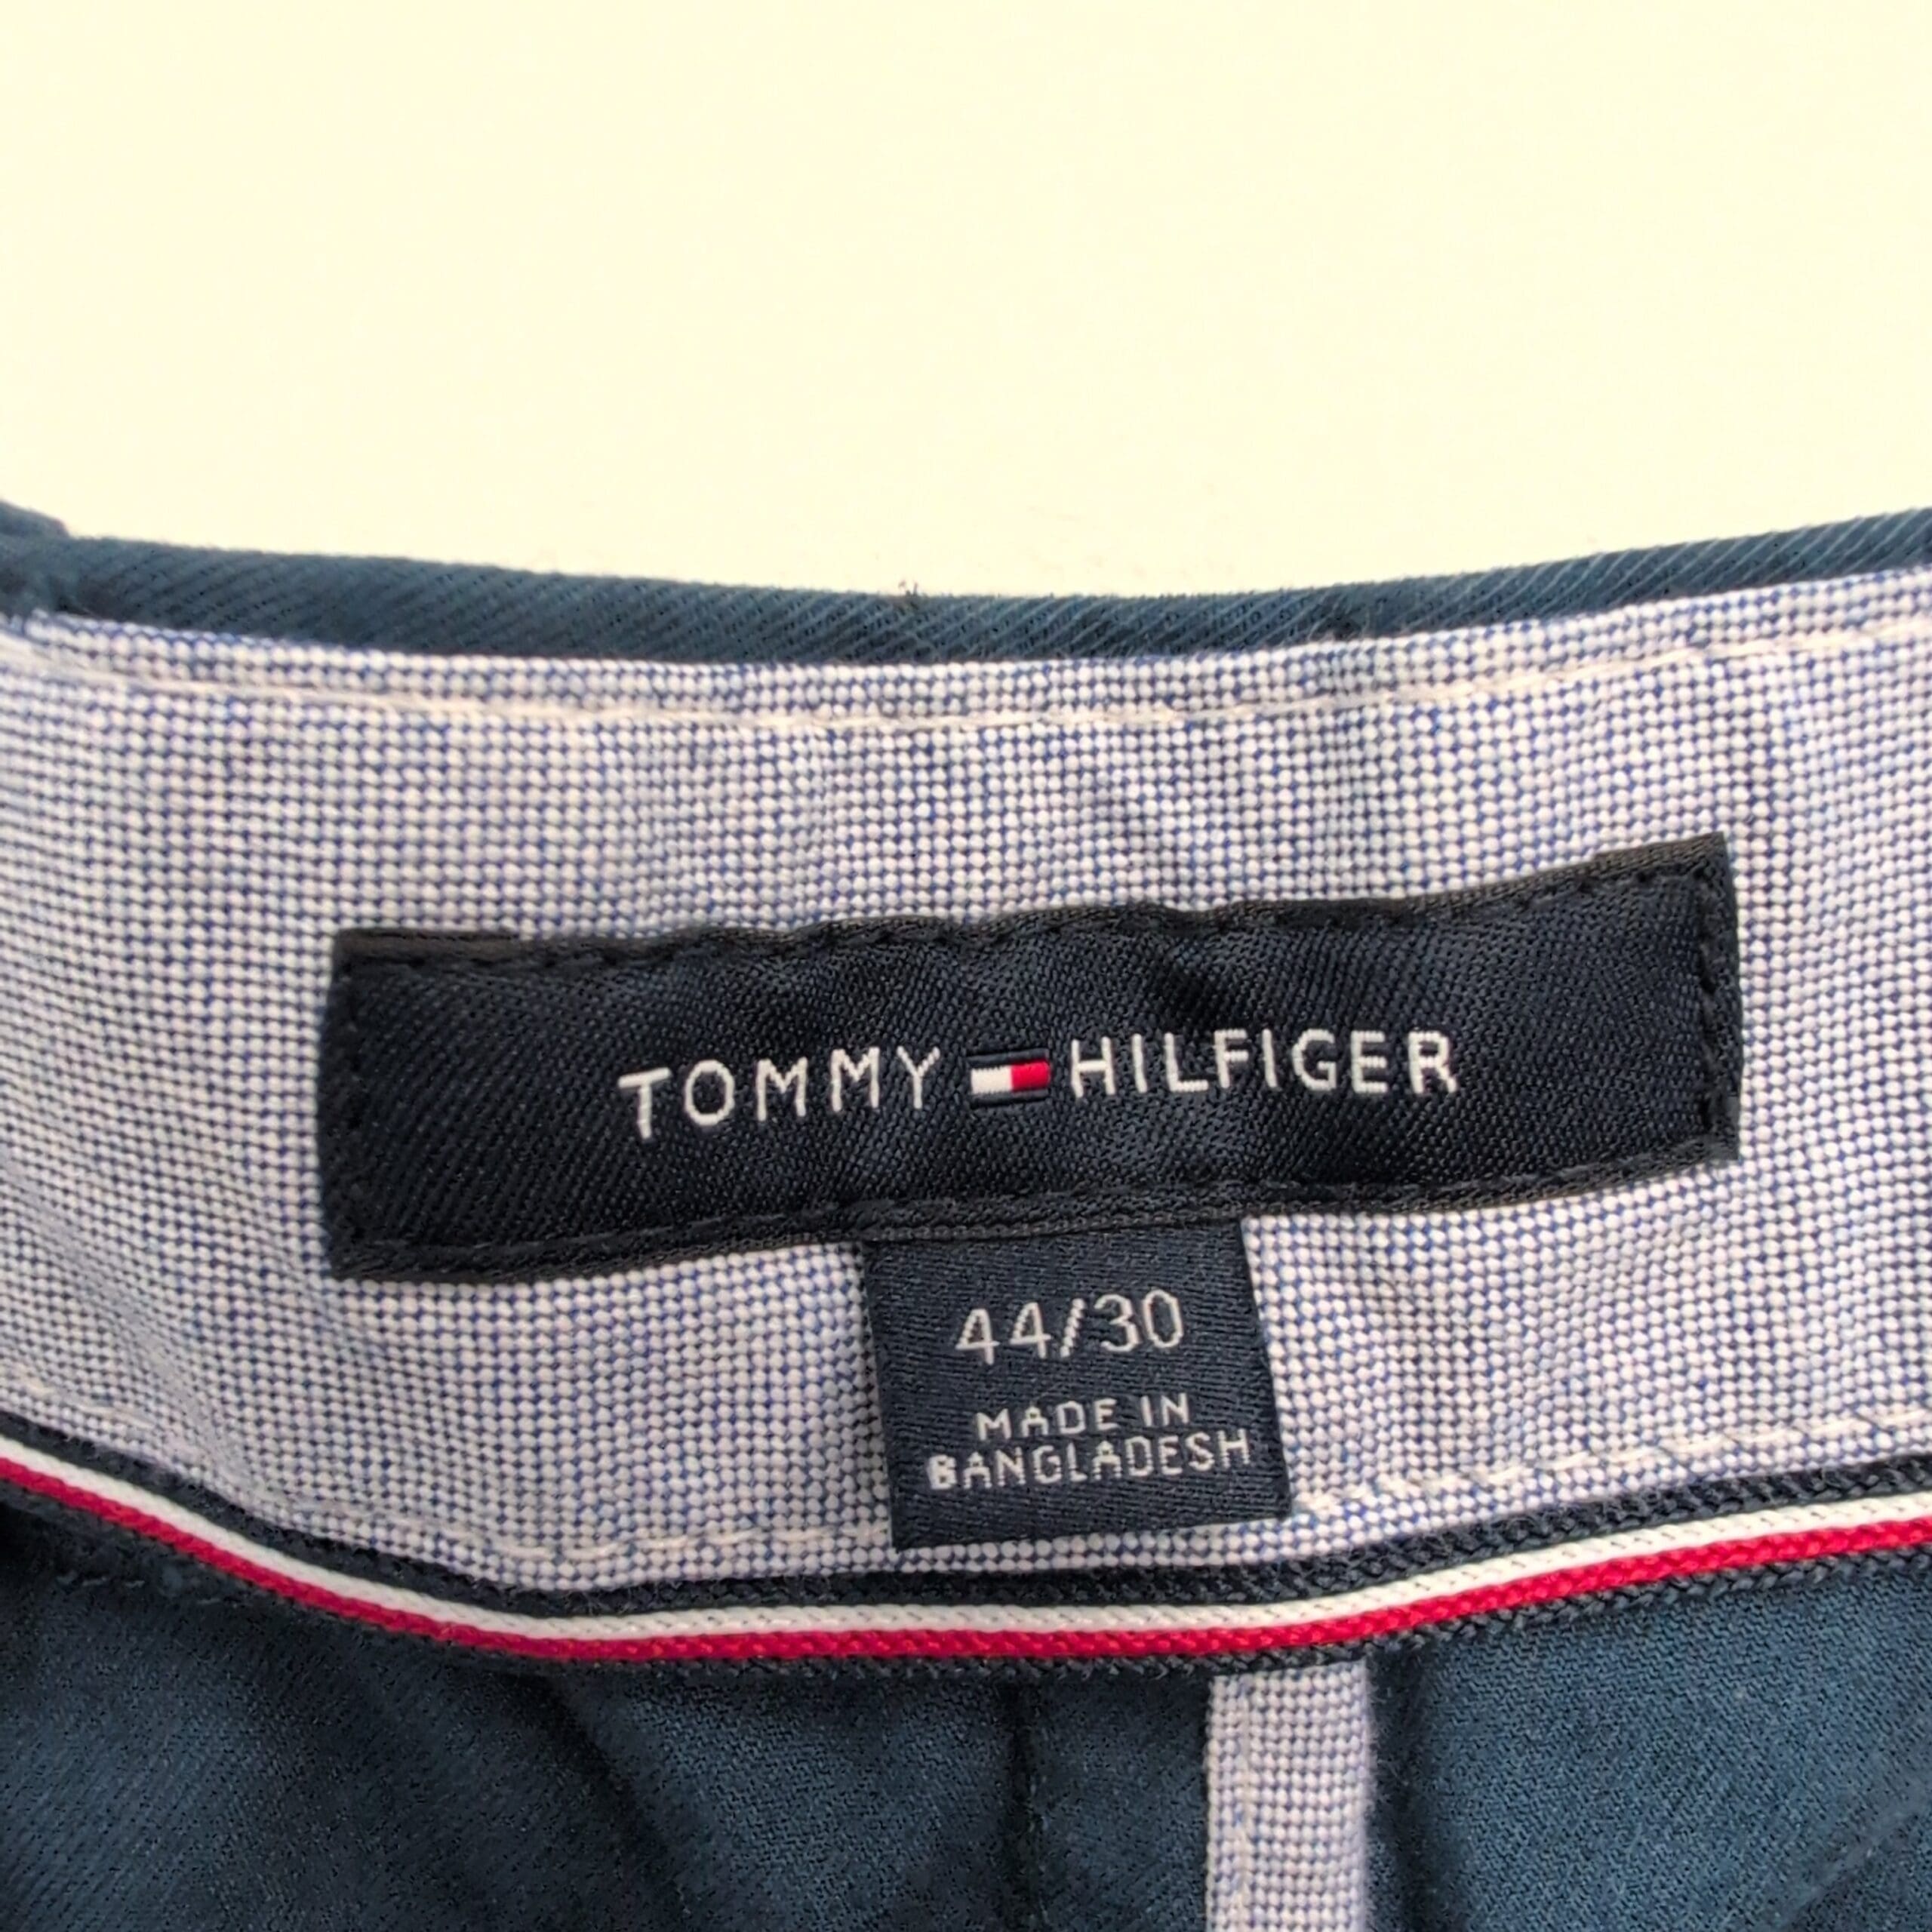 TOMMY HILFIGER
44/30
MADE IN
BANGLADESH